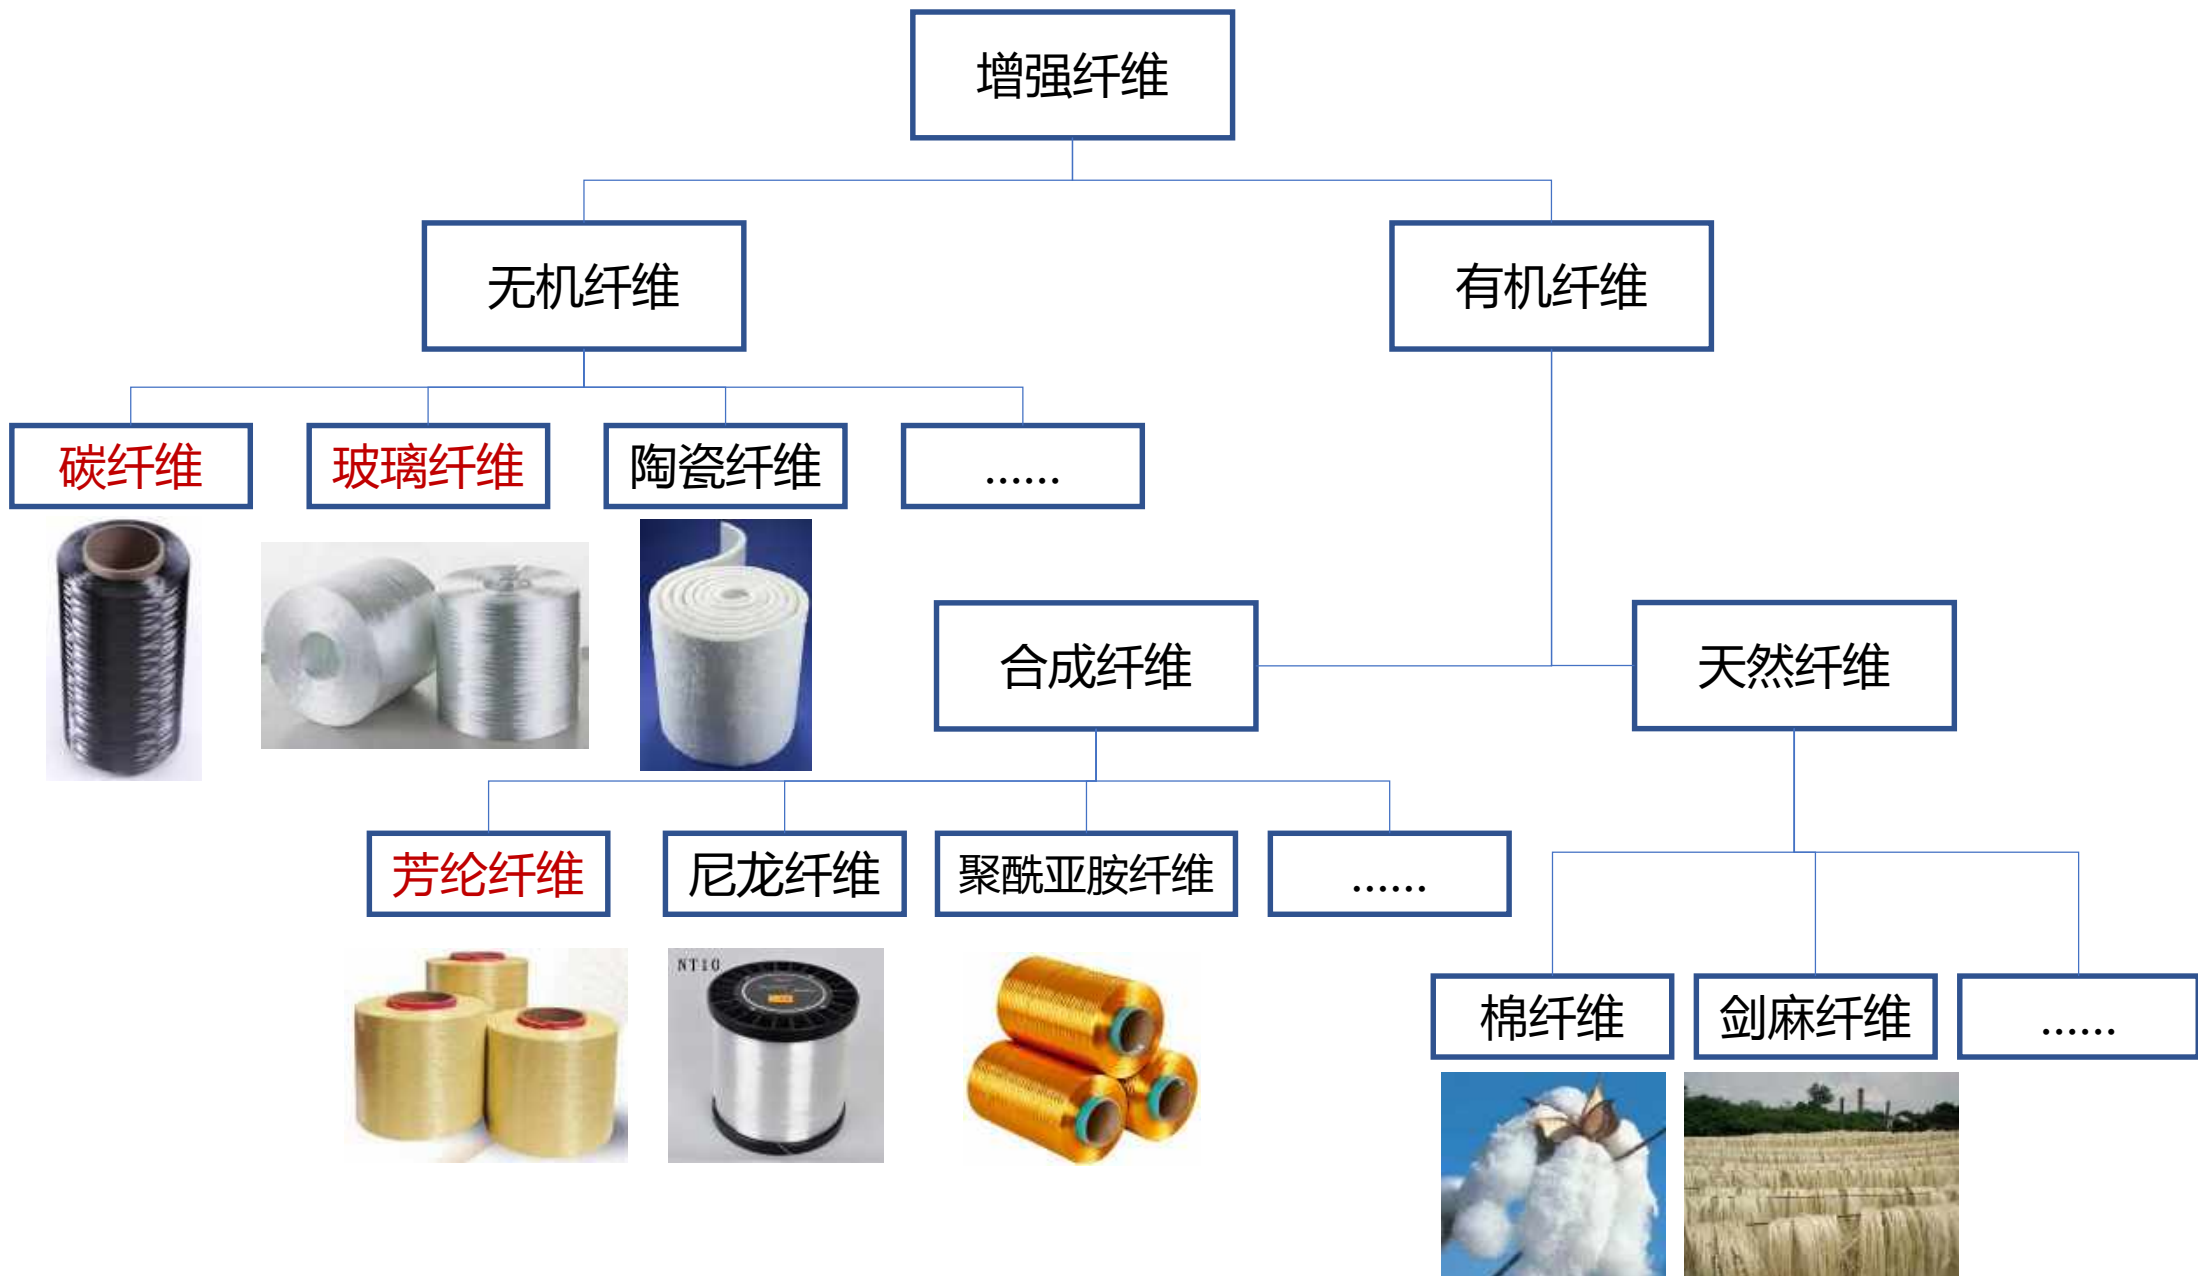 增强纤维
无机纤维
有机纤维
碳纤维
玻璃纤维
陶瓷纤维
......
合成纤维
天然纤维
芳纶纤维
尼龙纤维
聚酰亚胺纤维
......
NT10
棉纤维
剑麻纤维
......